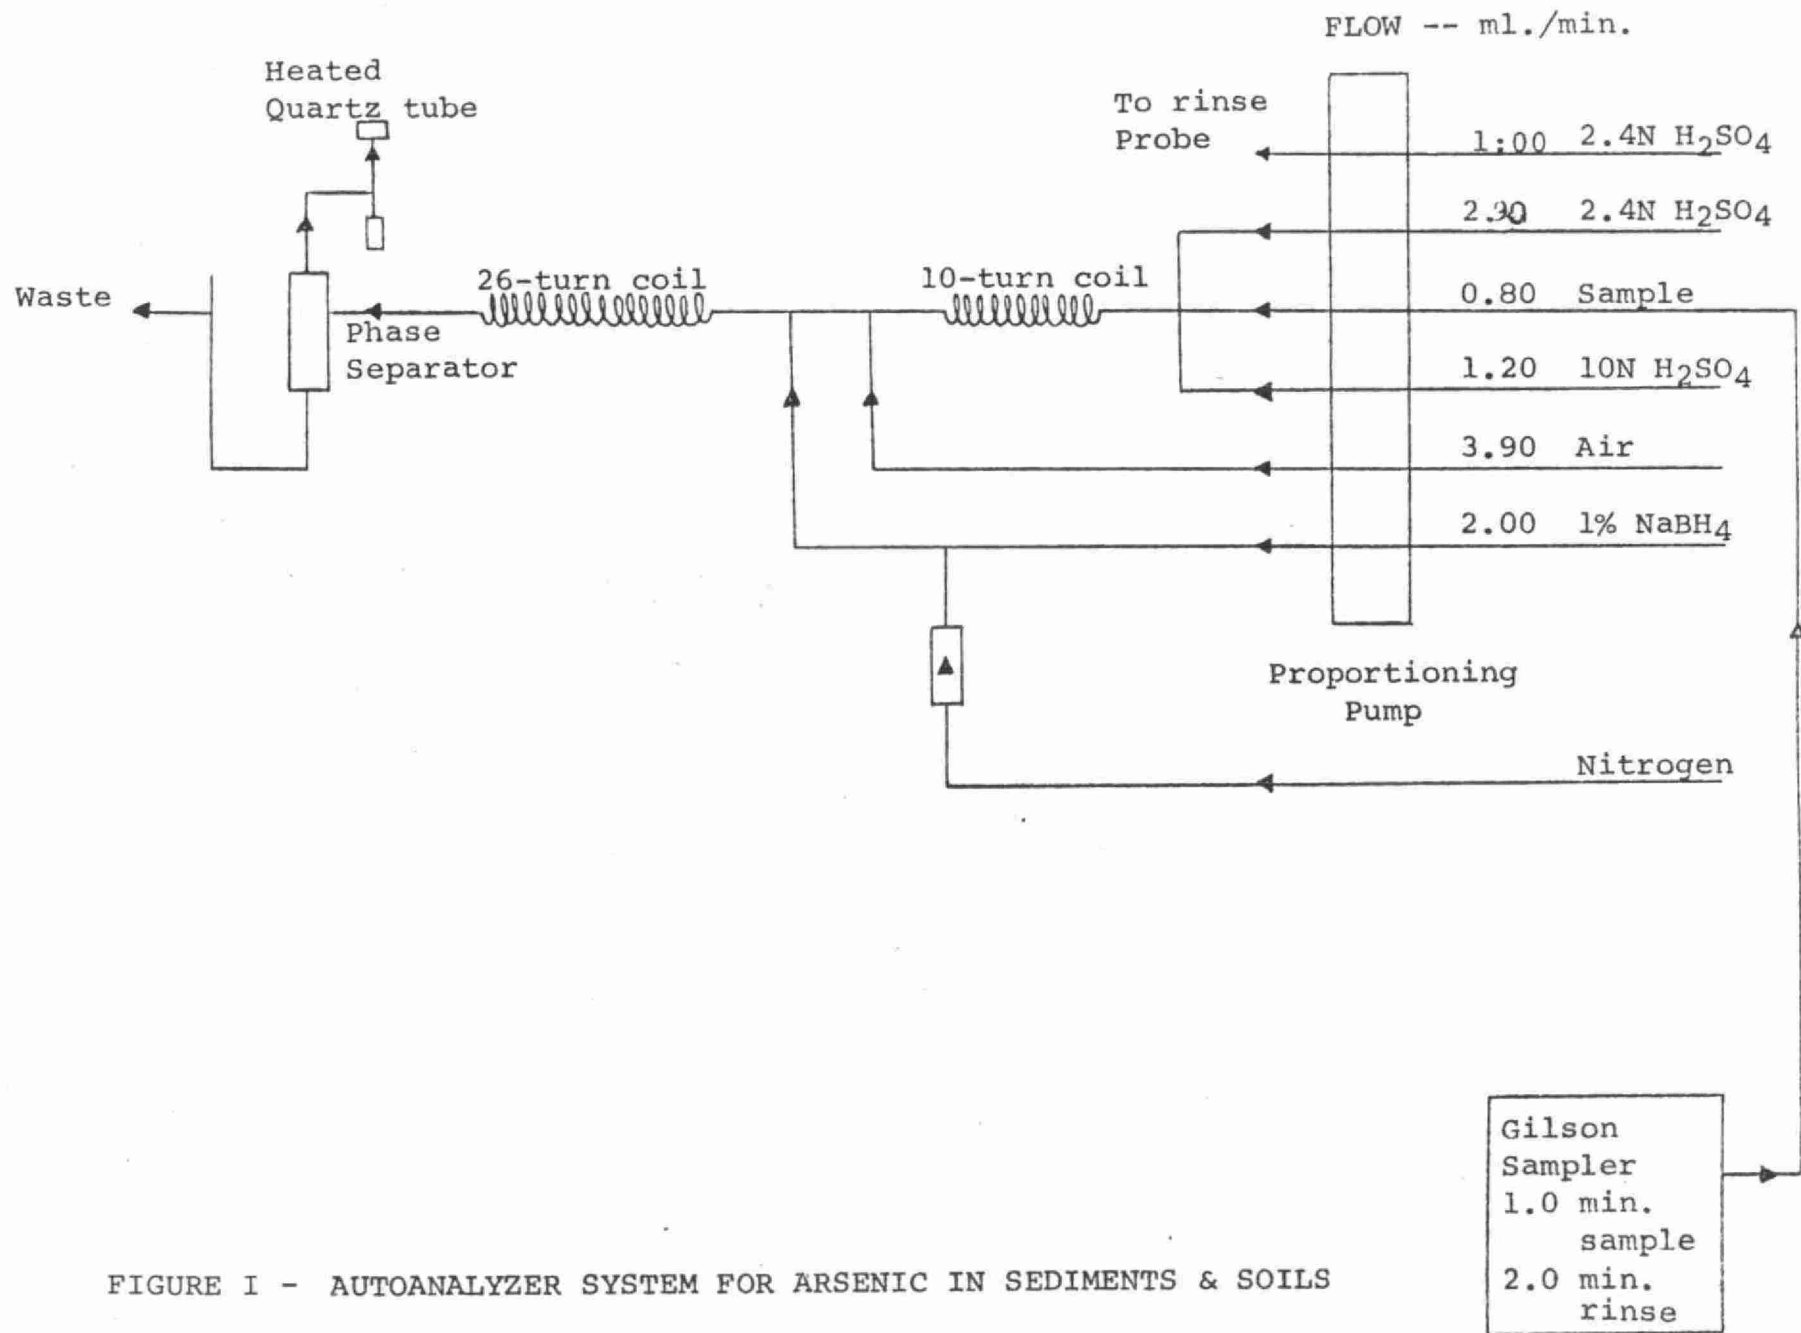 FLOW -- ml./min.
Heated
Quartz tube
To rinse
Probe
1:00 2.4N H2SO4
2.90 2.4N H2SO4
26-turn coil
10-turn coil
Waste
0.80 Sample
Phase
Separator
1.20 10N H2SO4
3.90 Air
2.00 1% NaBH4
Proportioning
Pump
Nitrogen
Gilson
Sampler
1.0 min.
sample
2.0 min.
rinse
FIGURE I - AUTOANALYZER SYSTEM FOR ARSENIC IN SEDIMENTS & SOILS